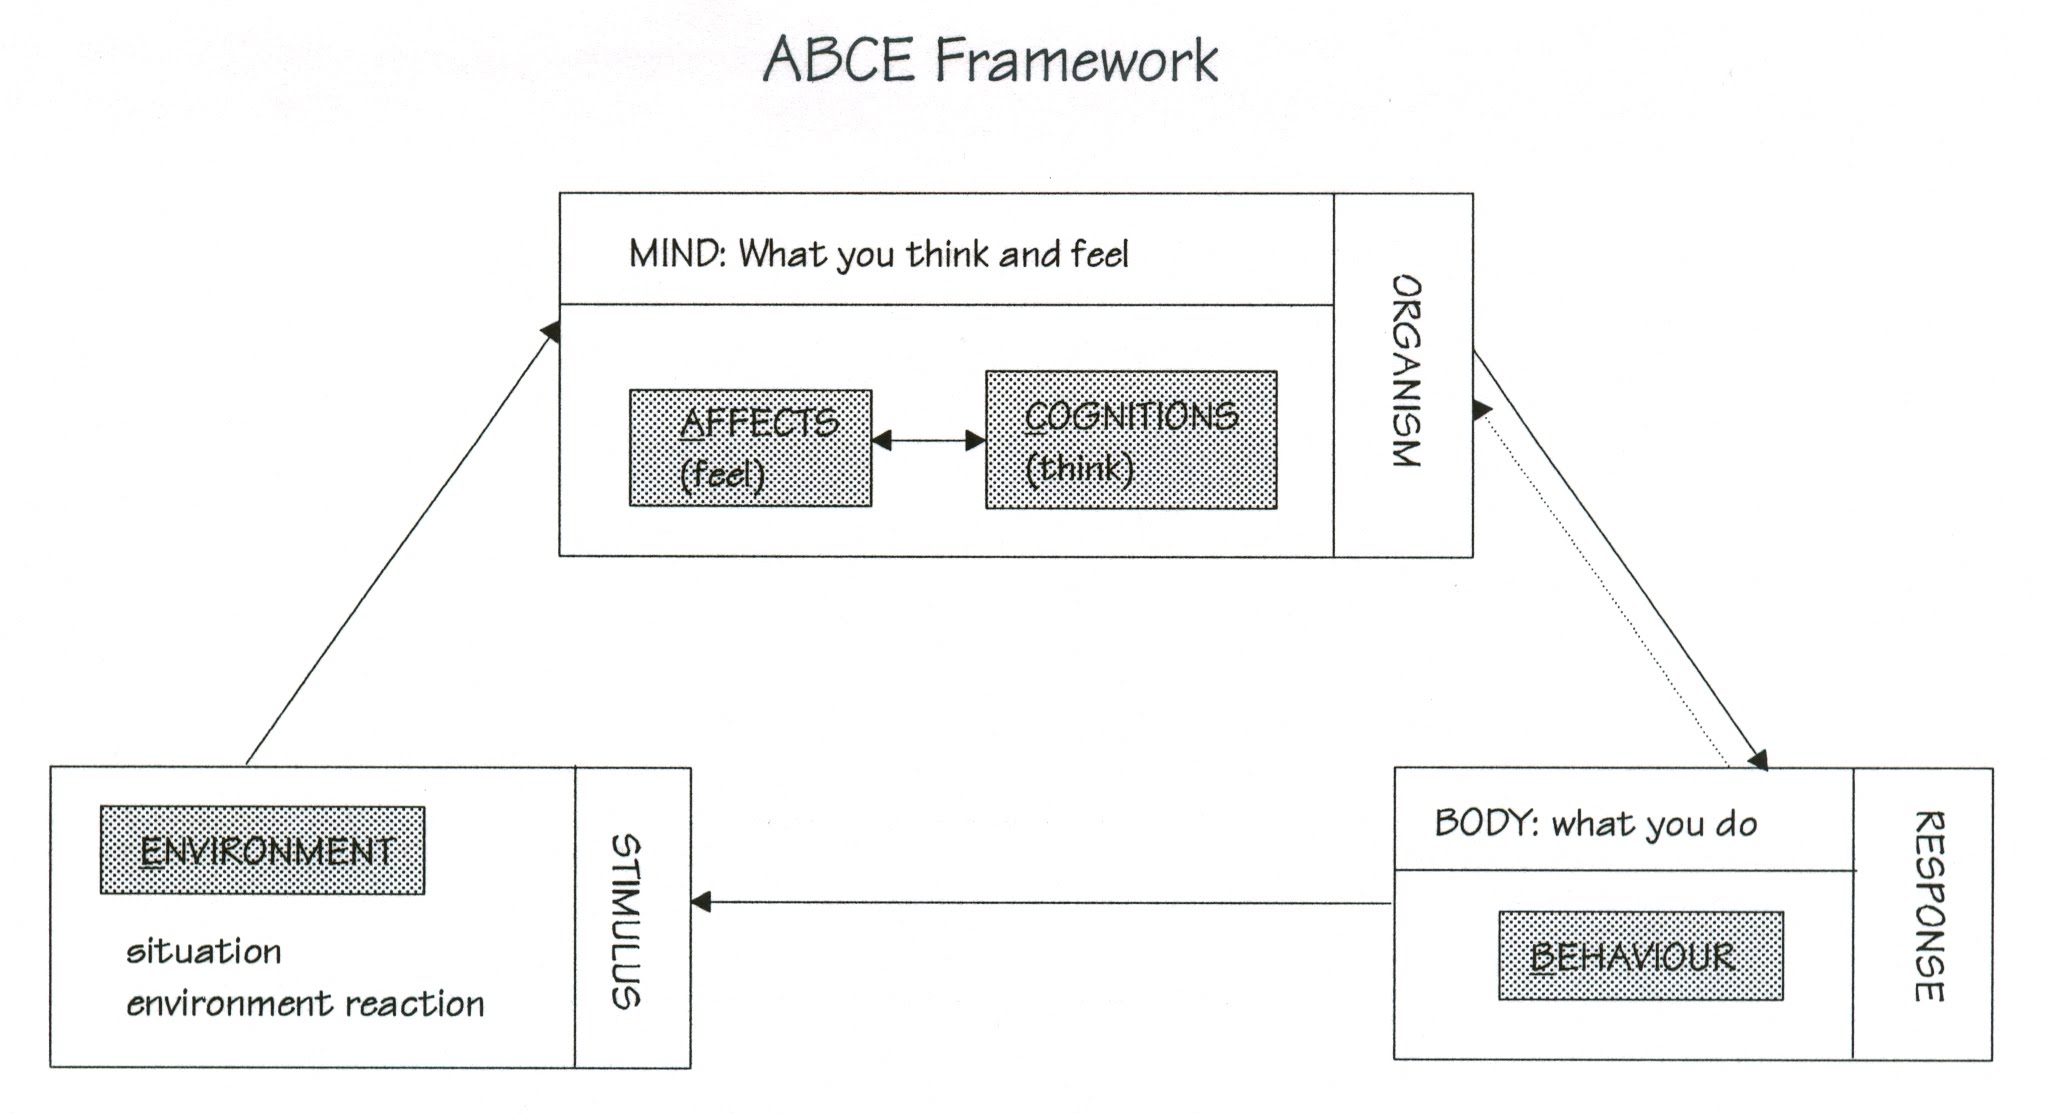 ABCE Framework
MIND: What you think and feel
ORGANISM
AFFECTS
(feel)
COGNITIONS
(think)
ENVIRONMENT
situation
environment reaction
STIMULUS
BODY: what you do
BEHAVIOUR
RESPONSE